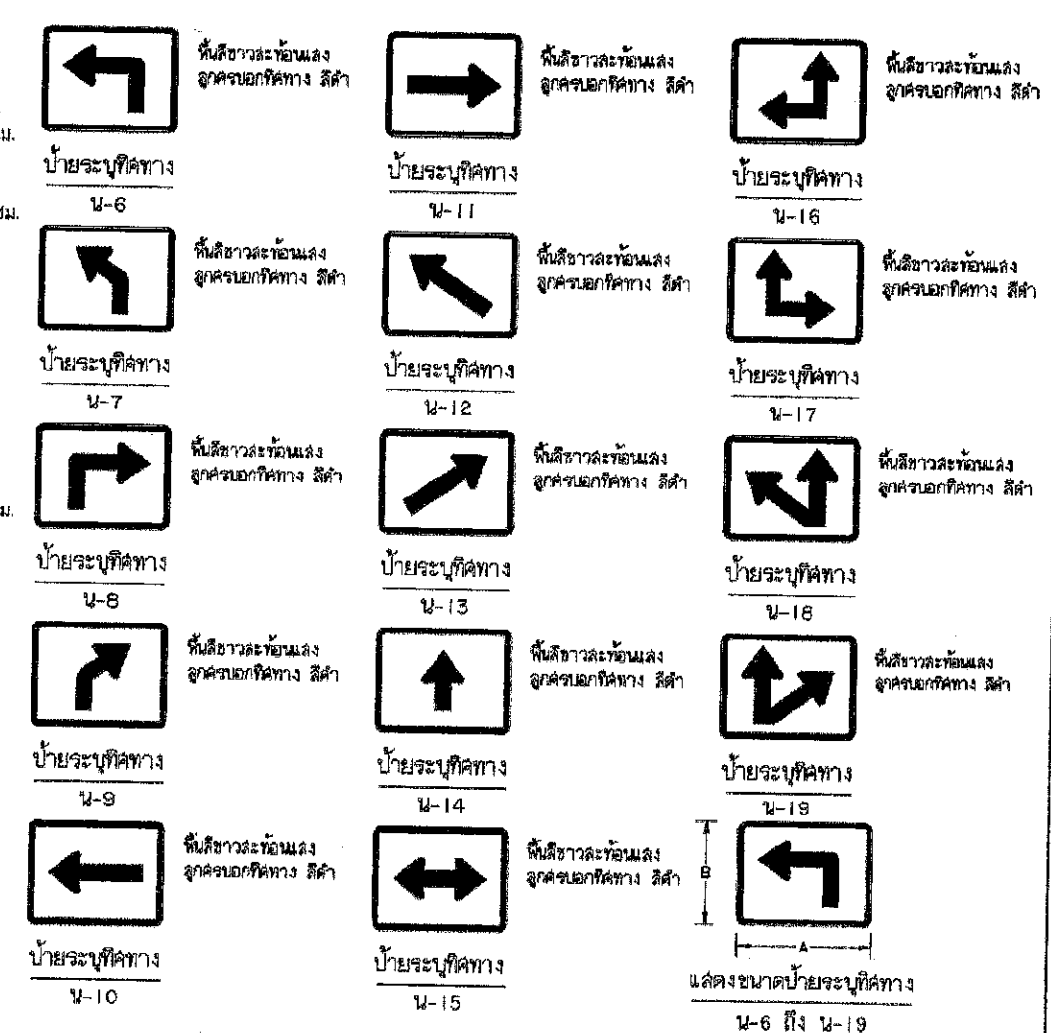 ม.
ซม.
ม.
พื้นสีขาวสะท้อนแสง
ลูกศรบอกทิศทาง สีดำ
ป้ายระบุทิศทาง
น-6
พื้นสีขาวสะท้อนแสง
ลูกศรบอกทิศทาง สีดำ
ป้ายระบุทิศทาง
น-7
พื้นสีขาวสะท้อนแสง
ลูกศรบอกทิศทาง สีดำ
ป้ายระบุทิศทาง
น-8
พื้นสีขาวสะท้อนแสง
ลูกศรบอกทิศทาง สีดำ
ป้ายระบุทิศทาง
น-9
พื้นสีขาวสะท้อนแสง
ลูกศรบอกทิศทาง สีดำ
ป้ายระบุทิศทาง
น-10
พื้นสีขาวสะท้อนแสง
ลูกศรบอกทิศทาง สีดำ
ป้ายระบุทิศทาง
น-11
พื้นสีขาวสะท้อนแสง
ลูกศรบอกทิศทาง สีดำ
ป้ายระบุทิศทาง
น-12
พื้นสีขาวสะท้อนแสง
ลูกศรบอกทิศทาง สีดำ
ป้ายระบุทิศทาง
น-13
พื้นสีขาวสะท้อนแสง
ลูกศรบอกทิศทาง สีดำ
ป้ายระบุทิศทาง
น-14
พื้นสีขาวสะท้อนแสง
ลูกศรบอกทิศทาง สีดำ
ป้ายระบุทิศทาง
น-15
พื้นสีขาวสะท้อนแสง
ลูกศรบอกทิศทาง สีดำ
ป้ายระบุทิศทาง
น-16
พื้นสีขาวสะท้อนแสง
ลูกศรบอกทิศทาง สีดำ
ป้ายระบุทิศทาง
น-17
พื้นสีขาวสะท้อนแสง
ลูกศรบอกทิศทาง สีดำ
ป้ายระบุทิศทาง
น-18
พื้นสีขาวสะท้อนแสง
ลูกศรบอกทิศทาง สีดำ
ป้ายระบุทิศทาง
น-19
B
A
แสดงขนาดป้ายระบุทิศทาง
น-6 ถึง น-19